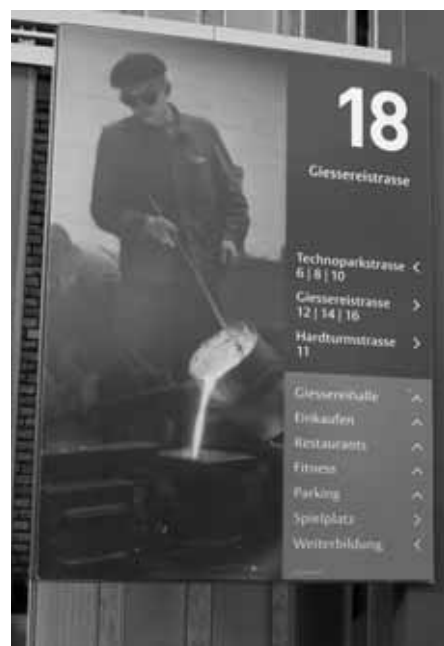 18
Giessereistrasse
Technoparkstrasse <
6 | 8 | 10
Giessereistrasse >
12 | 14 | 16
Hardturmstrasse >
11
Giessereihalle ^
Einkaufen ^
Restaurants ^
Fitness ^
Parking ^
Spielplatz >
Weiterbildung <